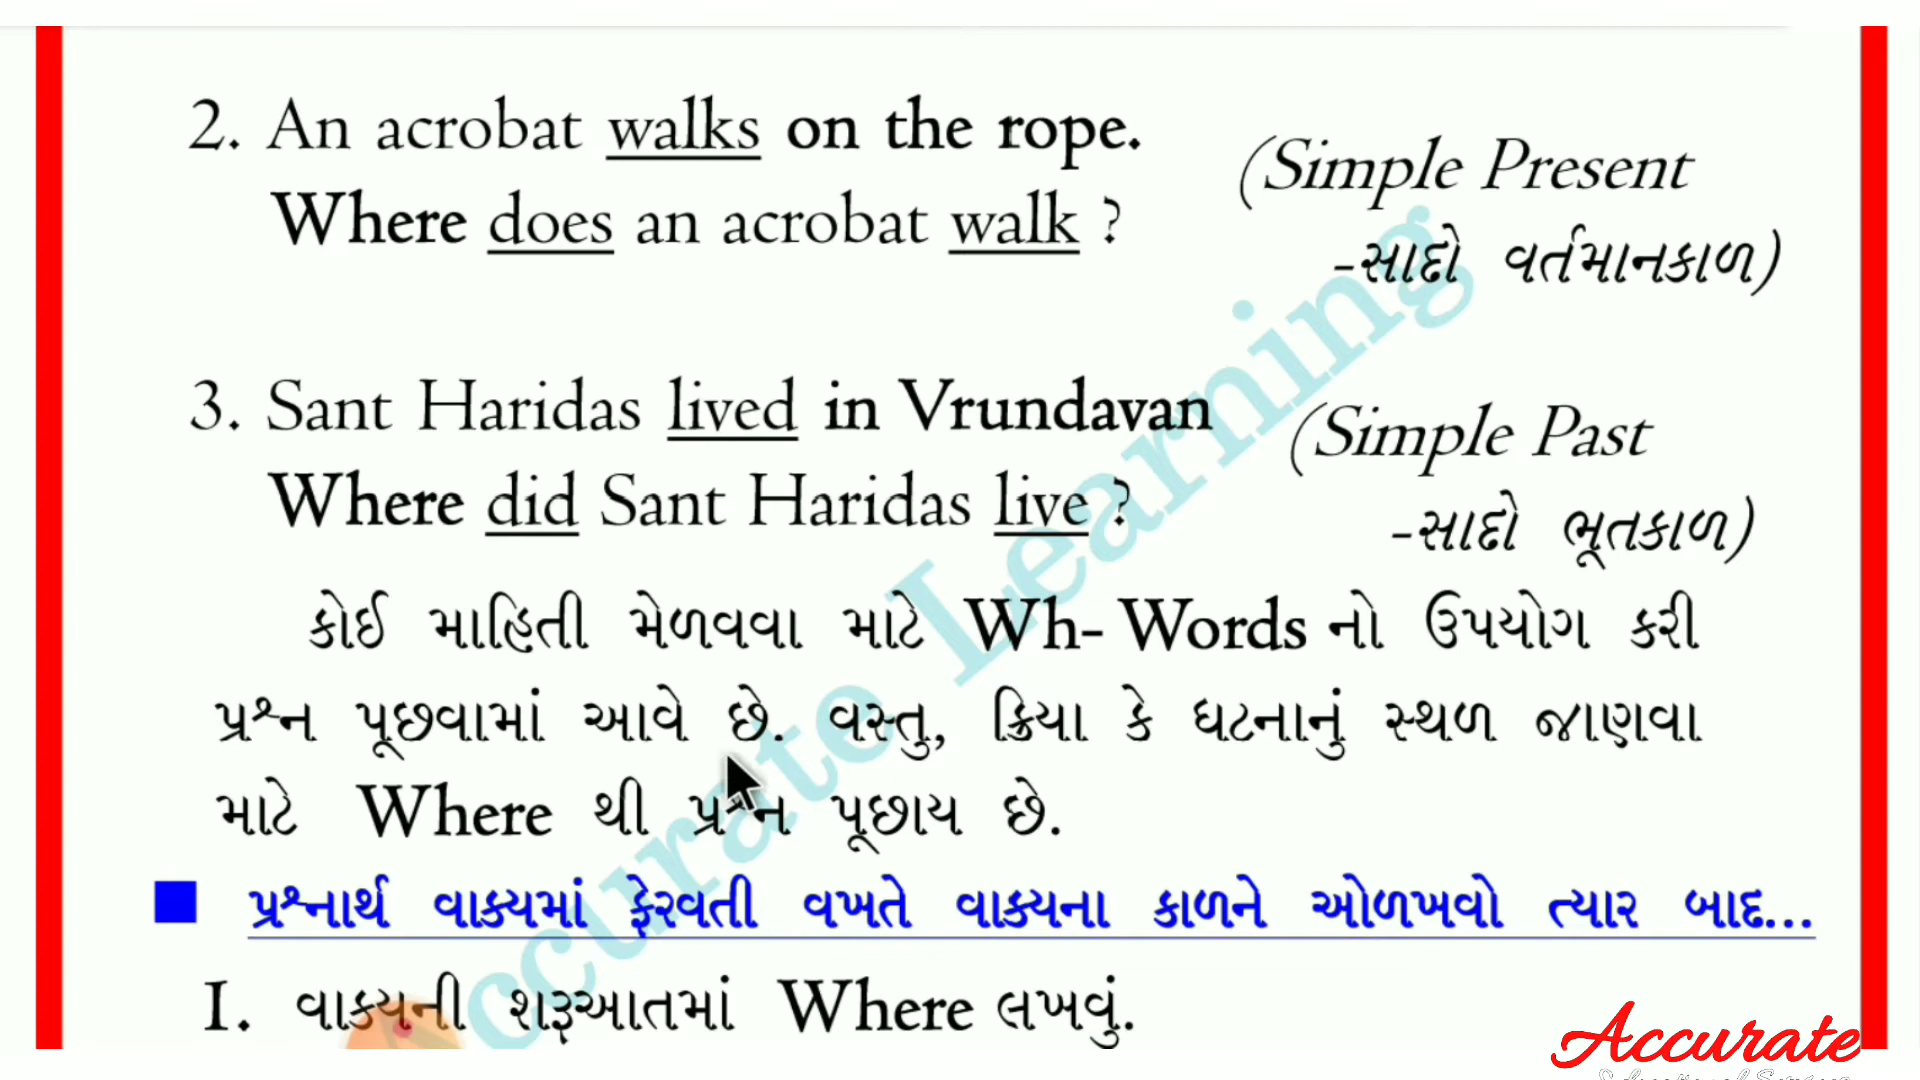 2. An acrobat walks on the rope.
(Simple Present
Where does an acrobat walk ?
-સાદો વર્તમાનકાળ)
3. Sant Haridas lived in Vrundavan
(Simple Past
Where did Sant Haridas live ?
-સાદો ભૂતકાળ)
કોઈ માહિતી મેળવવા માટે Wh- Words નો ઉપયોગ કરી
પ્રશ્ન પૂછવામાં આવે છે. વસ્તુ, ક્રિયા કે ઘટનાનું સ્થળ જાણવા
માટે Where થી પ્રશ્ન પૂછાય છે.
પ્રશ્નાર્થ વાક્યમાં ફેરવતી વખતે વાક્યના કાળને ઓળખવો ત્યાર બાદ...
1. વાક્યની શરૂઆતમાં Where લખવું.
Accurate Learning
Accurate